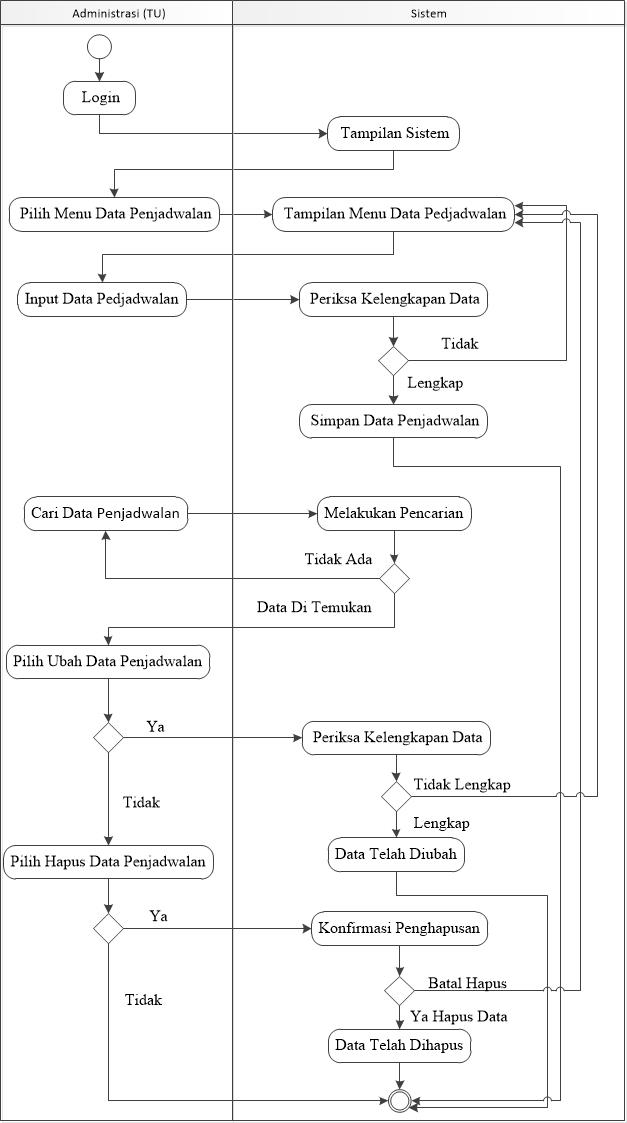 Administrasi (TU)
Sistem
Login
Tampilan Sistem
Pilih Menu Data Penjadwalan
Tampilan Menu Data Pedjadwalan
Input Data Pedjadwalan
Periksa Kelengkapan Data
Tidak
Lengkap
Simpan Data Penjadwalan
Cari Data Penjadwalan
Melakukan Pencarian
Tidak Ada
Data Di Temukan
Pilih Ubah Data Penjadwalan
Ya
Periksa Kelengkapan Data
Tidak Lengkap
Tidak
Lengkap
Pilih Hapus Data Penjadwalan
Data Telah Diubah
Ya
Konfirmasi Penghapusan
Batal Hapus
Tidak
Ya Hapus Data
Data Telah Dihapus